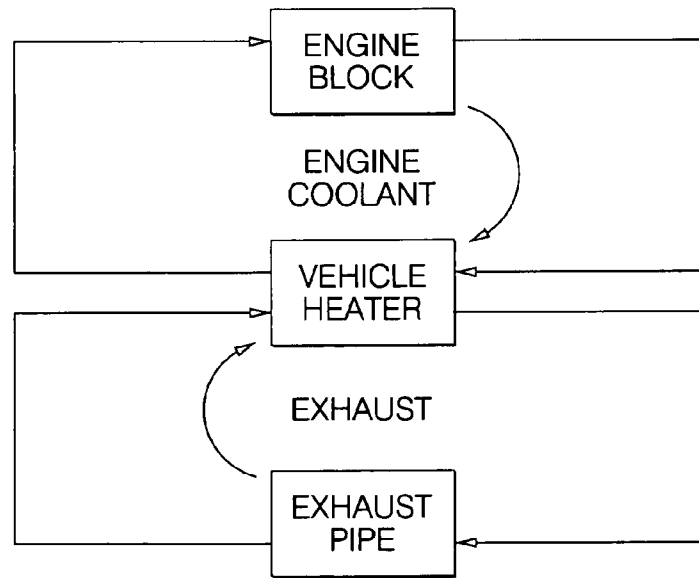 ENGINE
BLOCK
ENGINE
COOLANT
VEHICLE
HEATER
EXHAUST
EXHAUST
PIPE